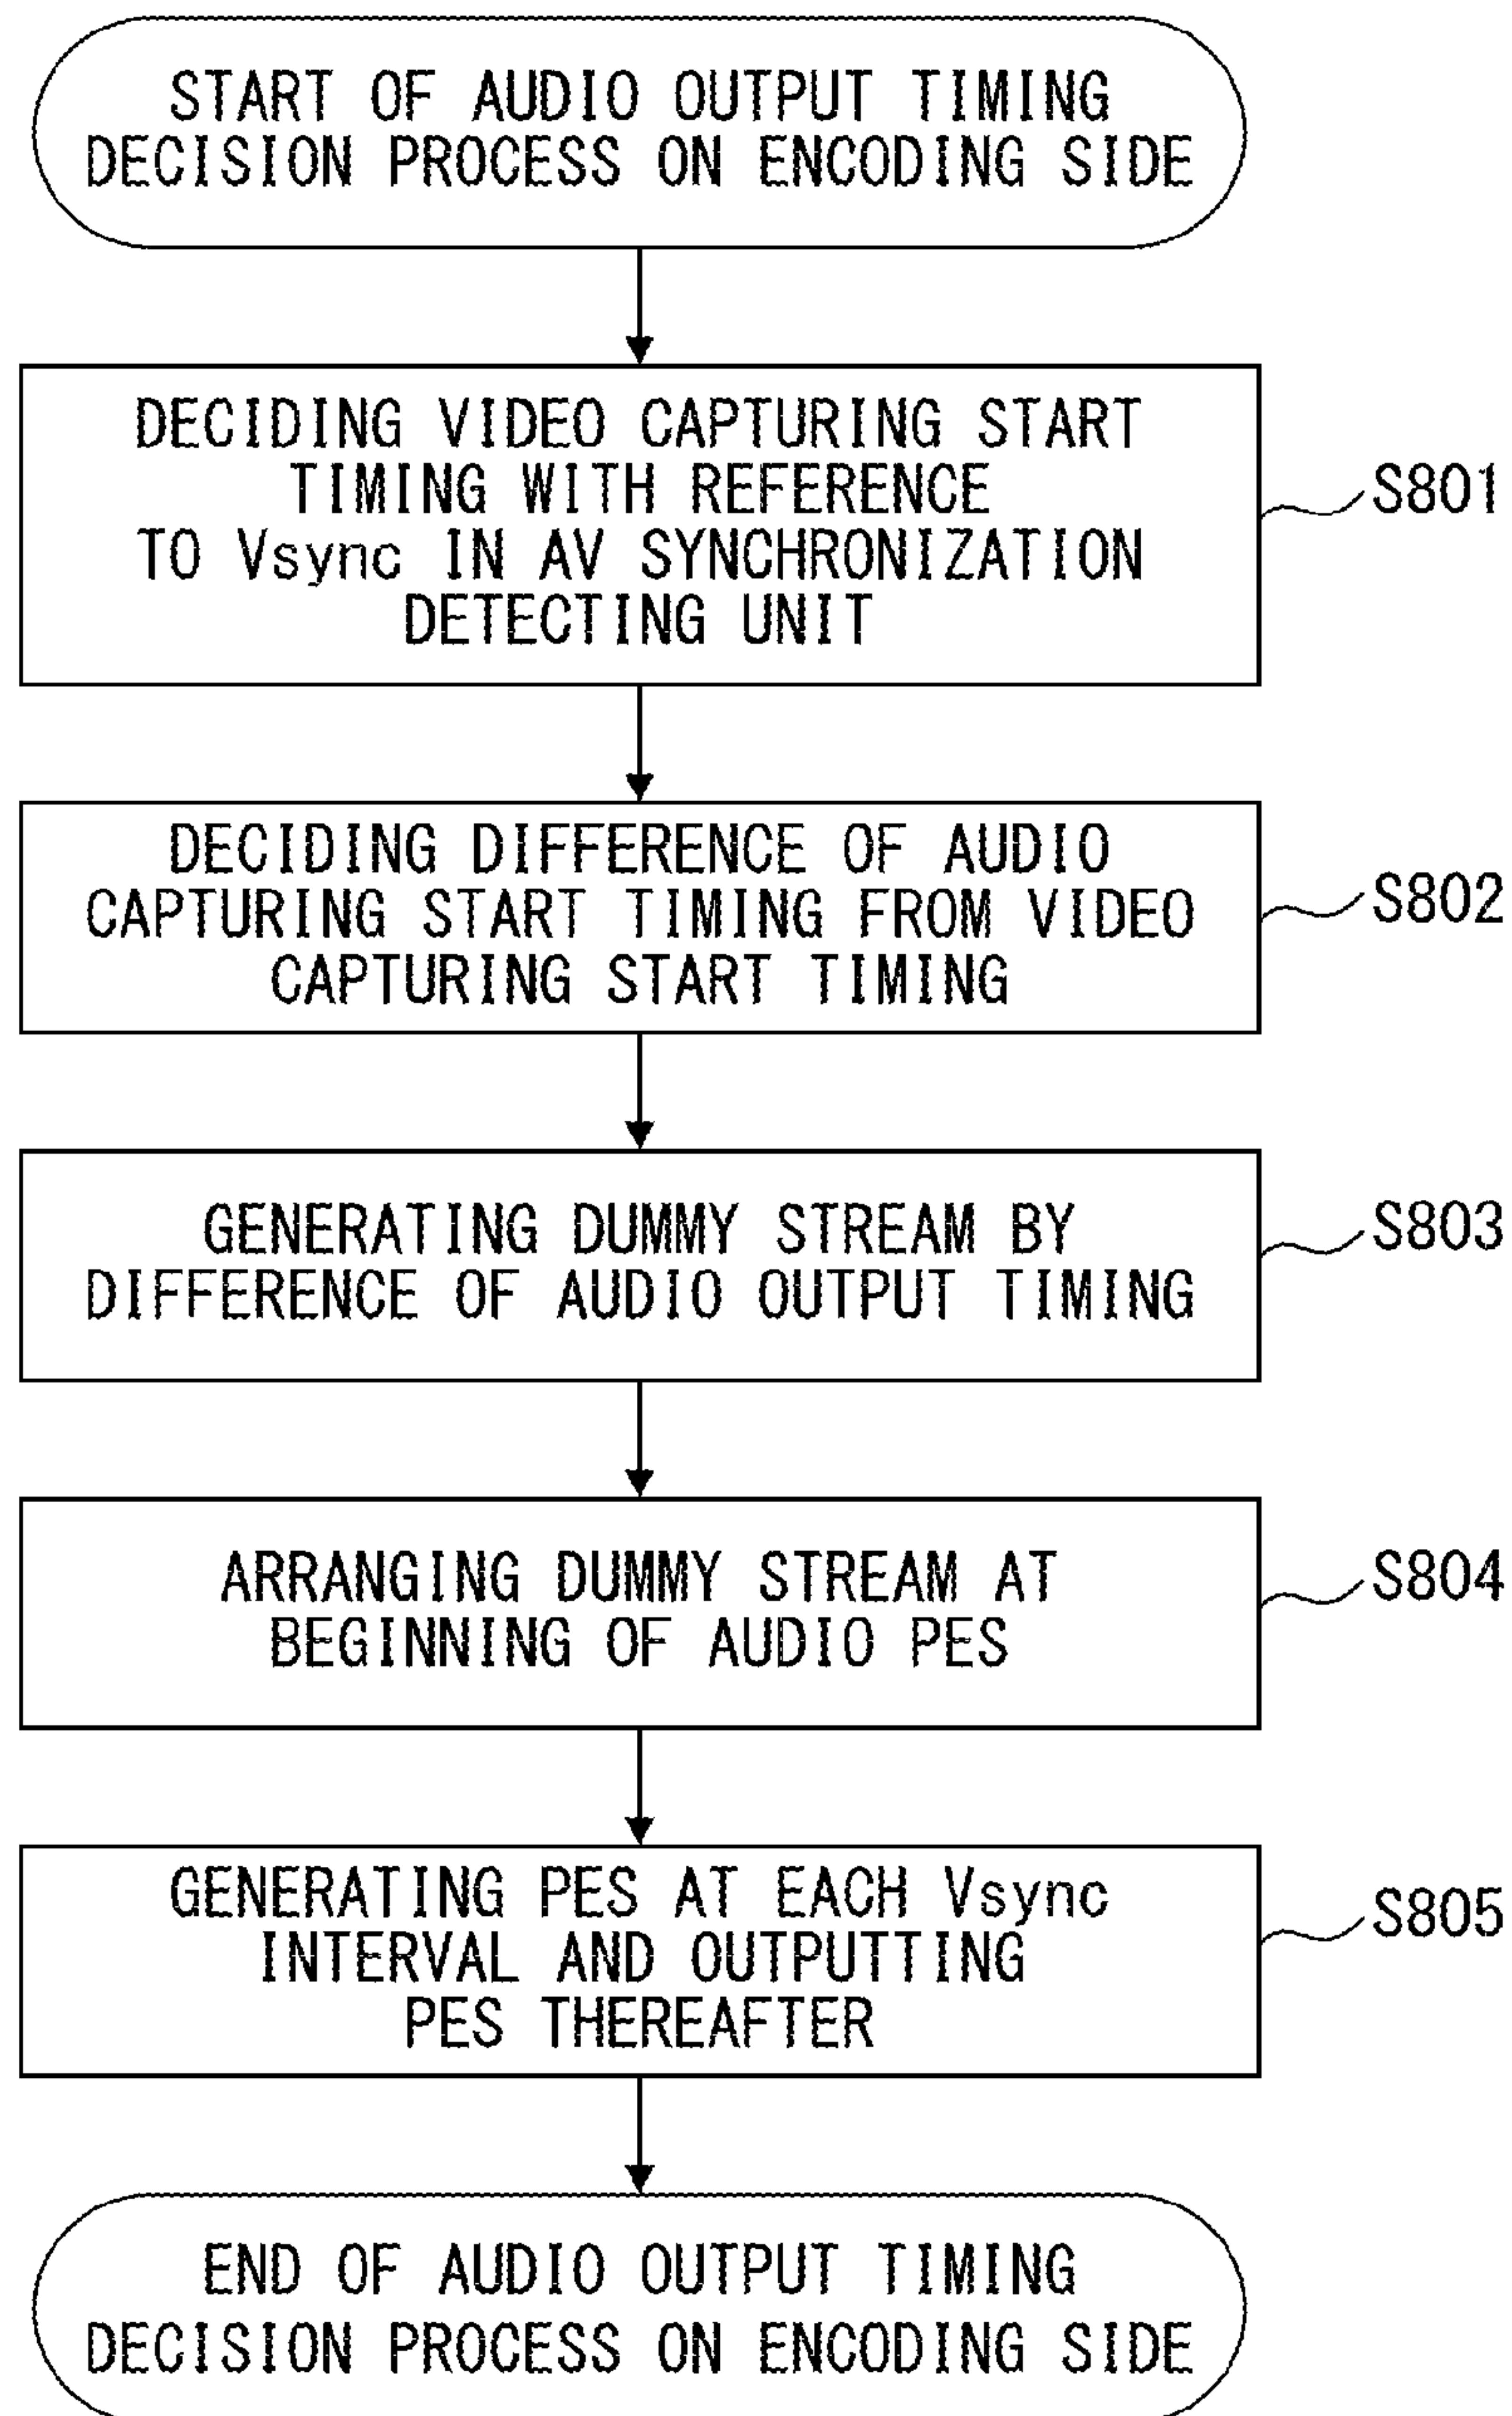 START OF AUDIO OUTPUT TIMING
DECISION PROCESS ON ENCODING SIDE
DECIDING VIDEO CAPTURING START
TIMING WITH REFERENCE
TO Vsync IN AV SYNCHRONIZATION
DETECTING UNIT
S801
DECIDING DIFFERENCE OF AUDIO
CAPTURING START TIMING FROM VIDEO
CAPTURING START TIMING
S802
GENERATING DUMMY STREAM BY
DIFFERENCE OF AUDIO OUTPUT TIMING
S803
ARRANGING DUMMY STREAM AT
BEGINNING OF AUDIO PES
S804
GENERATING PES AT EACH Vsync
INTERVAL AND OUTPUTTING
PES THEREAFTER
S805
END OF AUDIO OUTPUT TIMING
DECISION PROCESS ON ENCODING SIDE